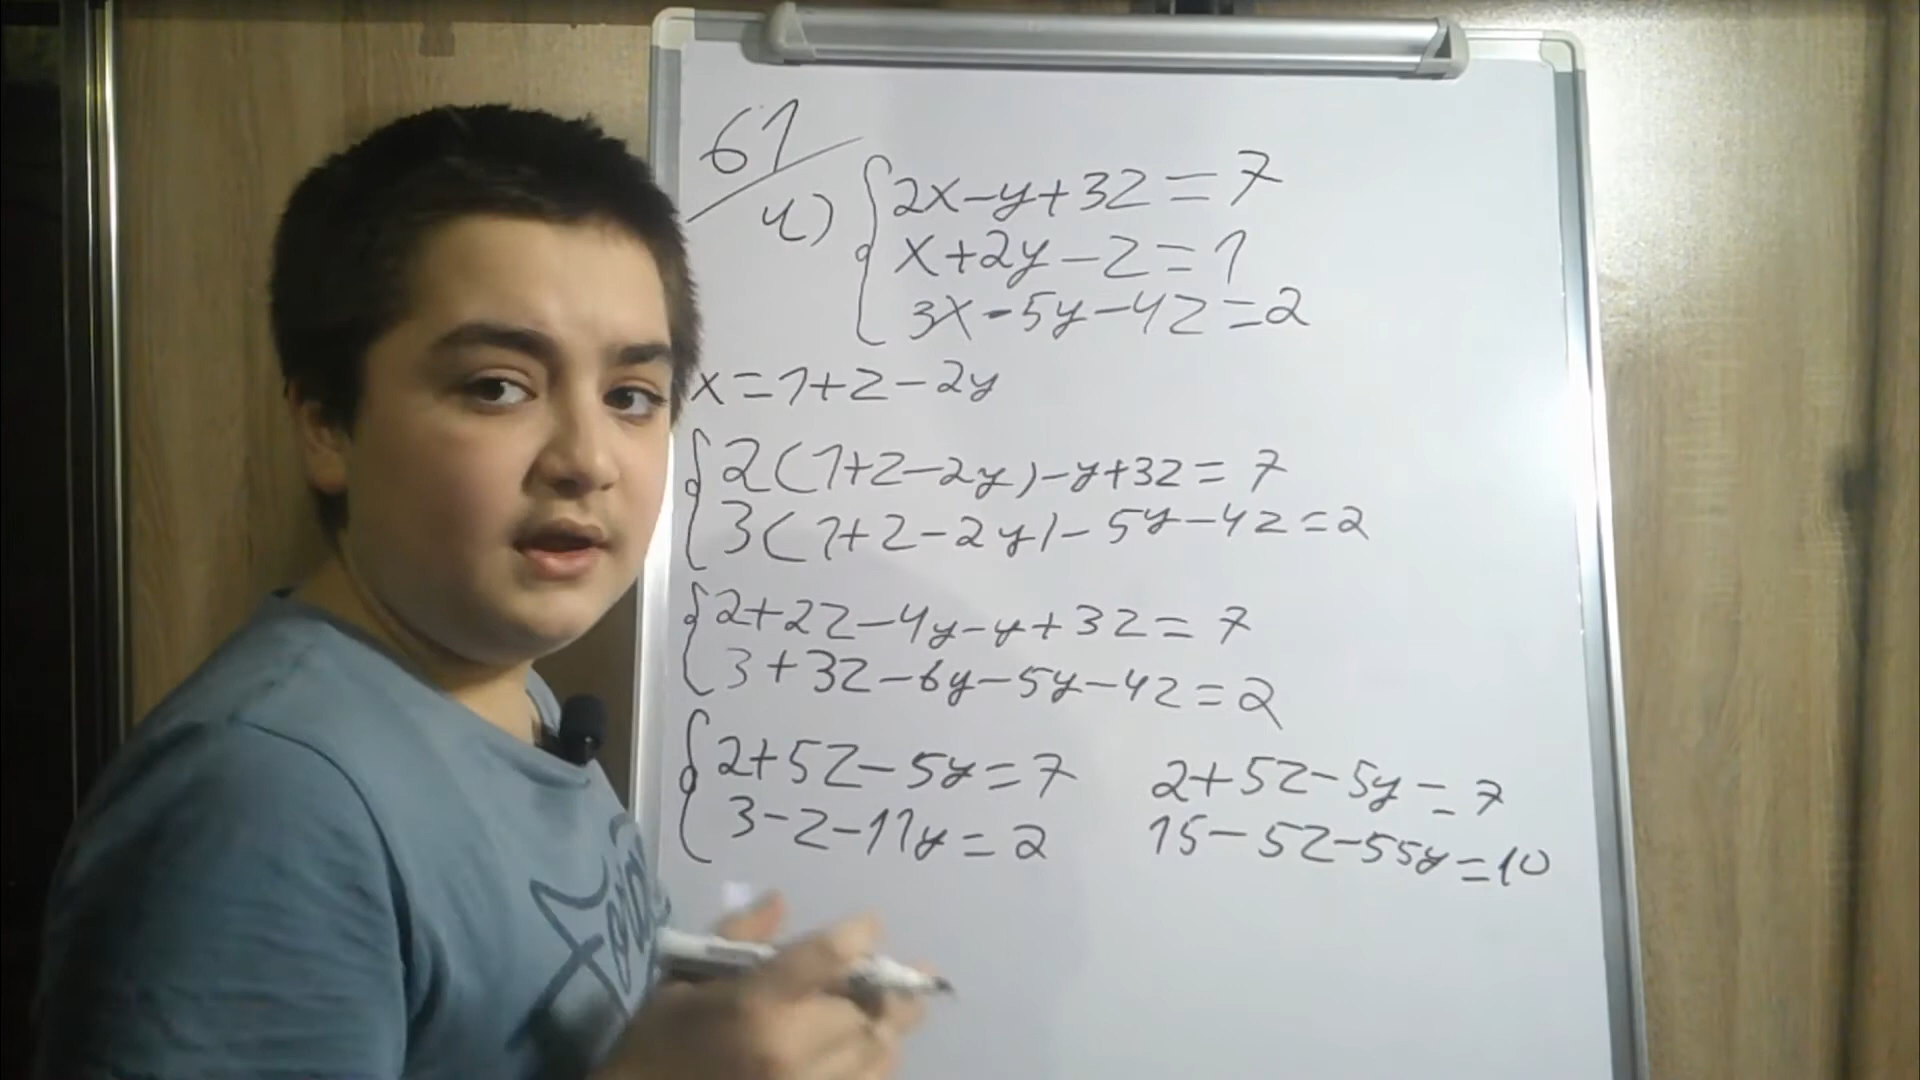 61
ч)
2x-y+3z=7
x+2y-z=1
3x-5y-4z=2
x=1+z-2y
2(1+z-2y)-y+3z=7
3(1+z-2y)-5y-4z=2
2+2z-4y-y+3z=7
3+3z-6y-5y-4z=2
2+5z-5y=7
3-z-11y=2
2+5z-5y=7
15-5z-55y=10